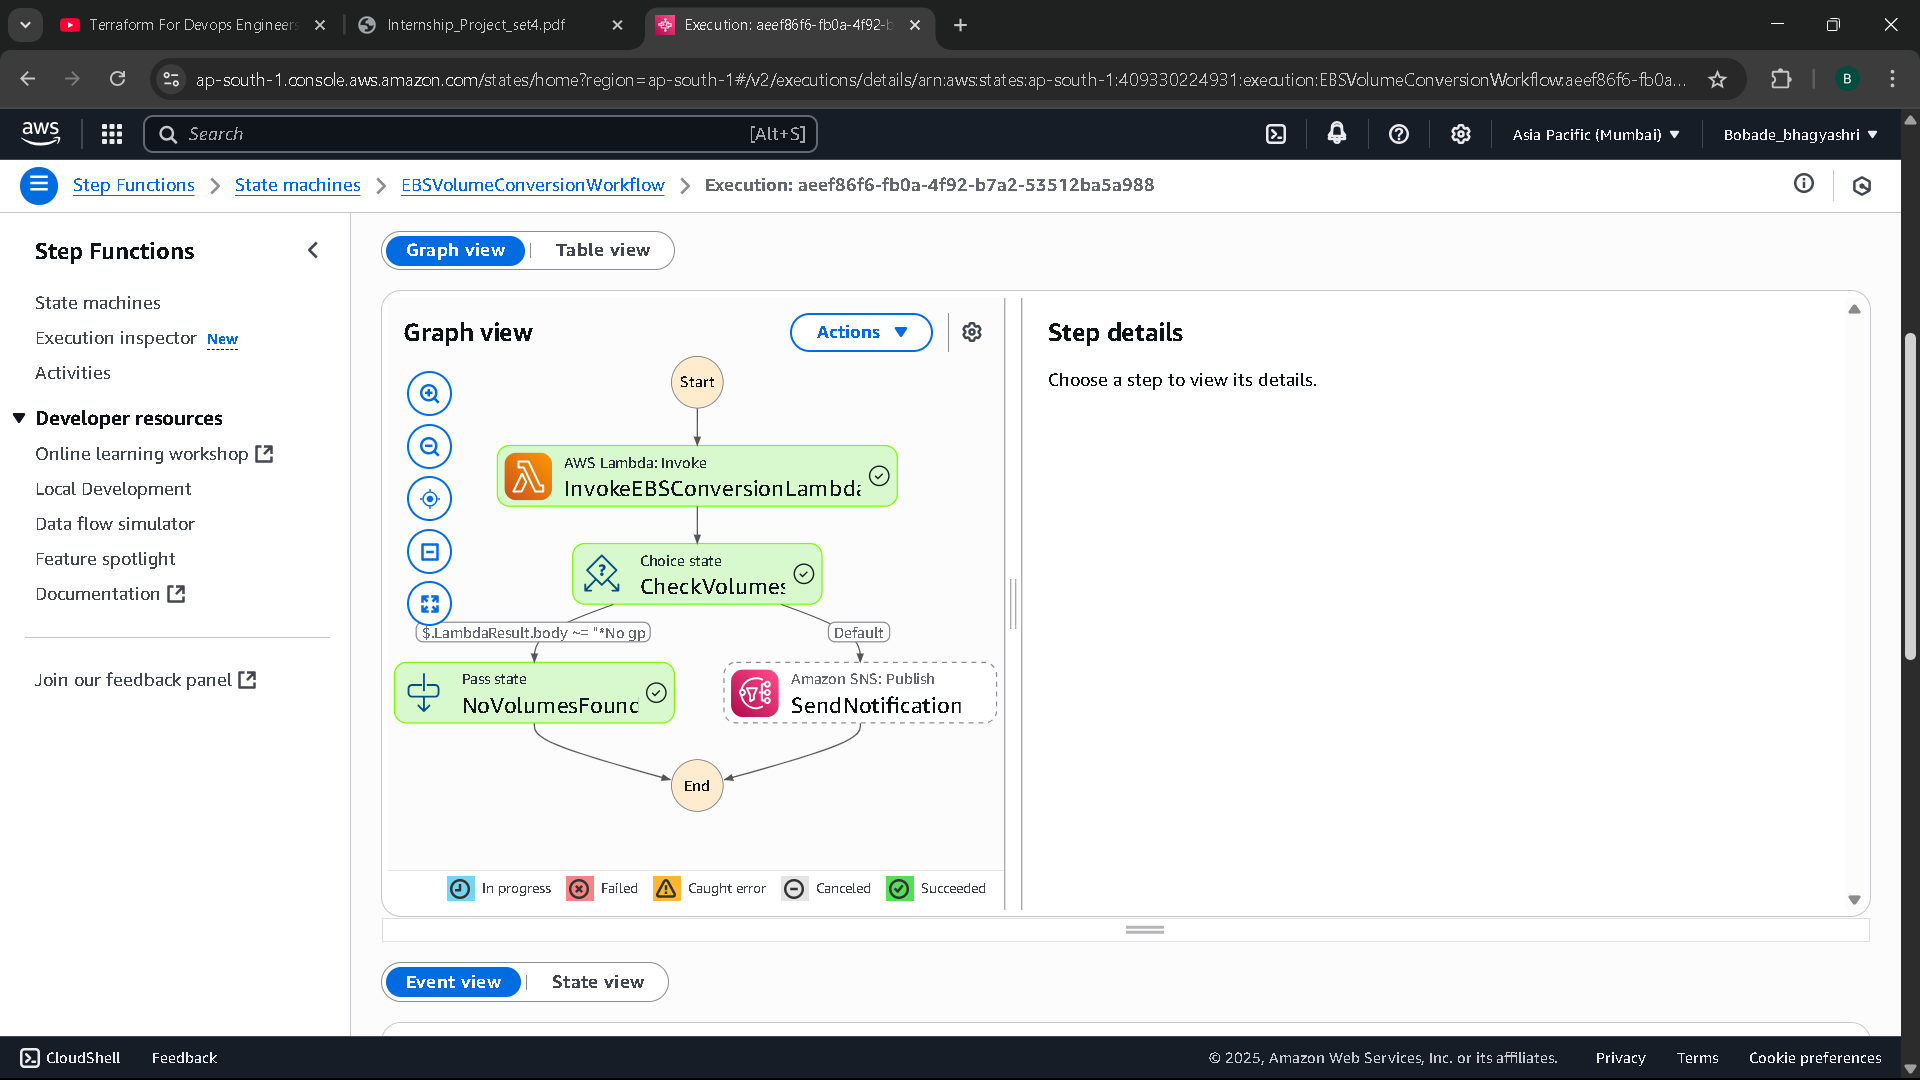 Terraform For Devops Engineers
Internship_Project_set4.pdf
Execution: aeef86f6-fb0a-4f92-b
ap-south-1.console.aws.amazon.com/states/home?region=ap-south-1#/v2/executions/details/arn:aws:states:ap-south-1:409330224931:execution:EBSVolumeConversionWorkflow:aeef86f6-fb0a...
B
aws
Search
[Alt+S]
Asia Pacific (Mumbai)
Bobade_bhagyashri
Step Functions
State machines
EBSVolumeConversionWorkflow
Execution: aeef86f6-fb0a-4f92-b7a2-53512ba5a988
Step Functions
State machines
Execution inspector New
Activities
Developer resources
Online learning workshop
Local Development
Data flow simulator
Feature spotlight
Documentation
Join our feedback panel
Graph view
Table view
Graph view
Actions
Start
AWS Lambda: Invoke
InvokeEBSConversionLambda
Choice state
CheckVolumes
$.LambdaResult.body ~= "*No gp
Default
Pass state
NoVolumesFound
Amazon SNS: Publish
SendNotification
End
In progress
Failed
Caught error
Canceled
Succeeded
Step details
Choose a step to view its details.
Event view
State view
CloudShell
Feedback
© 2025, Amazon Web Services, Inc. or its affiliates.
Privacy
Terms
Cookie preferences